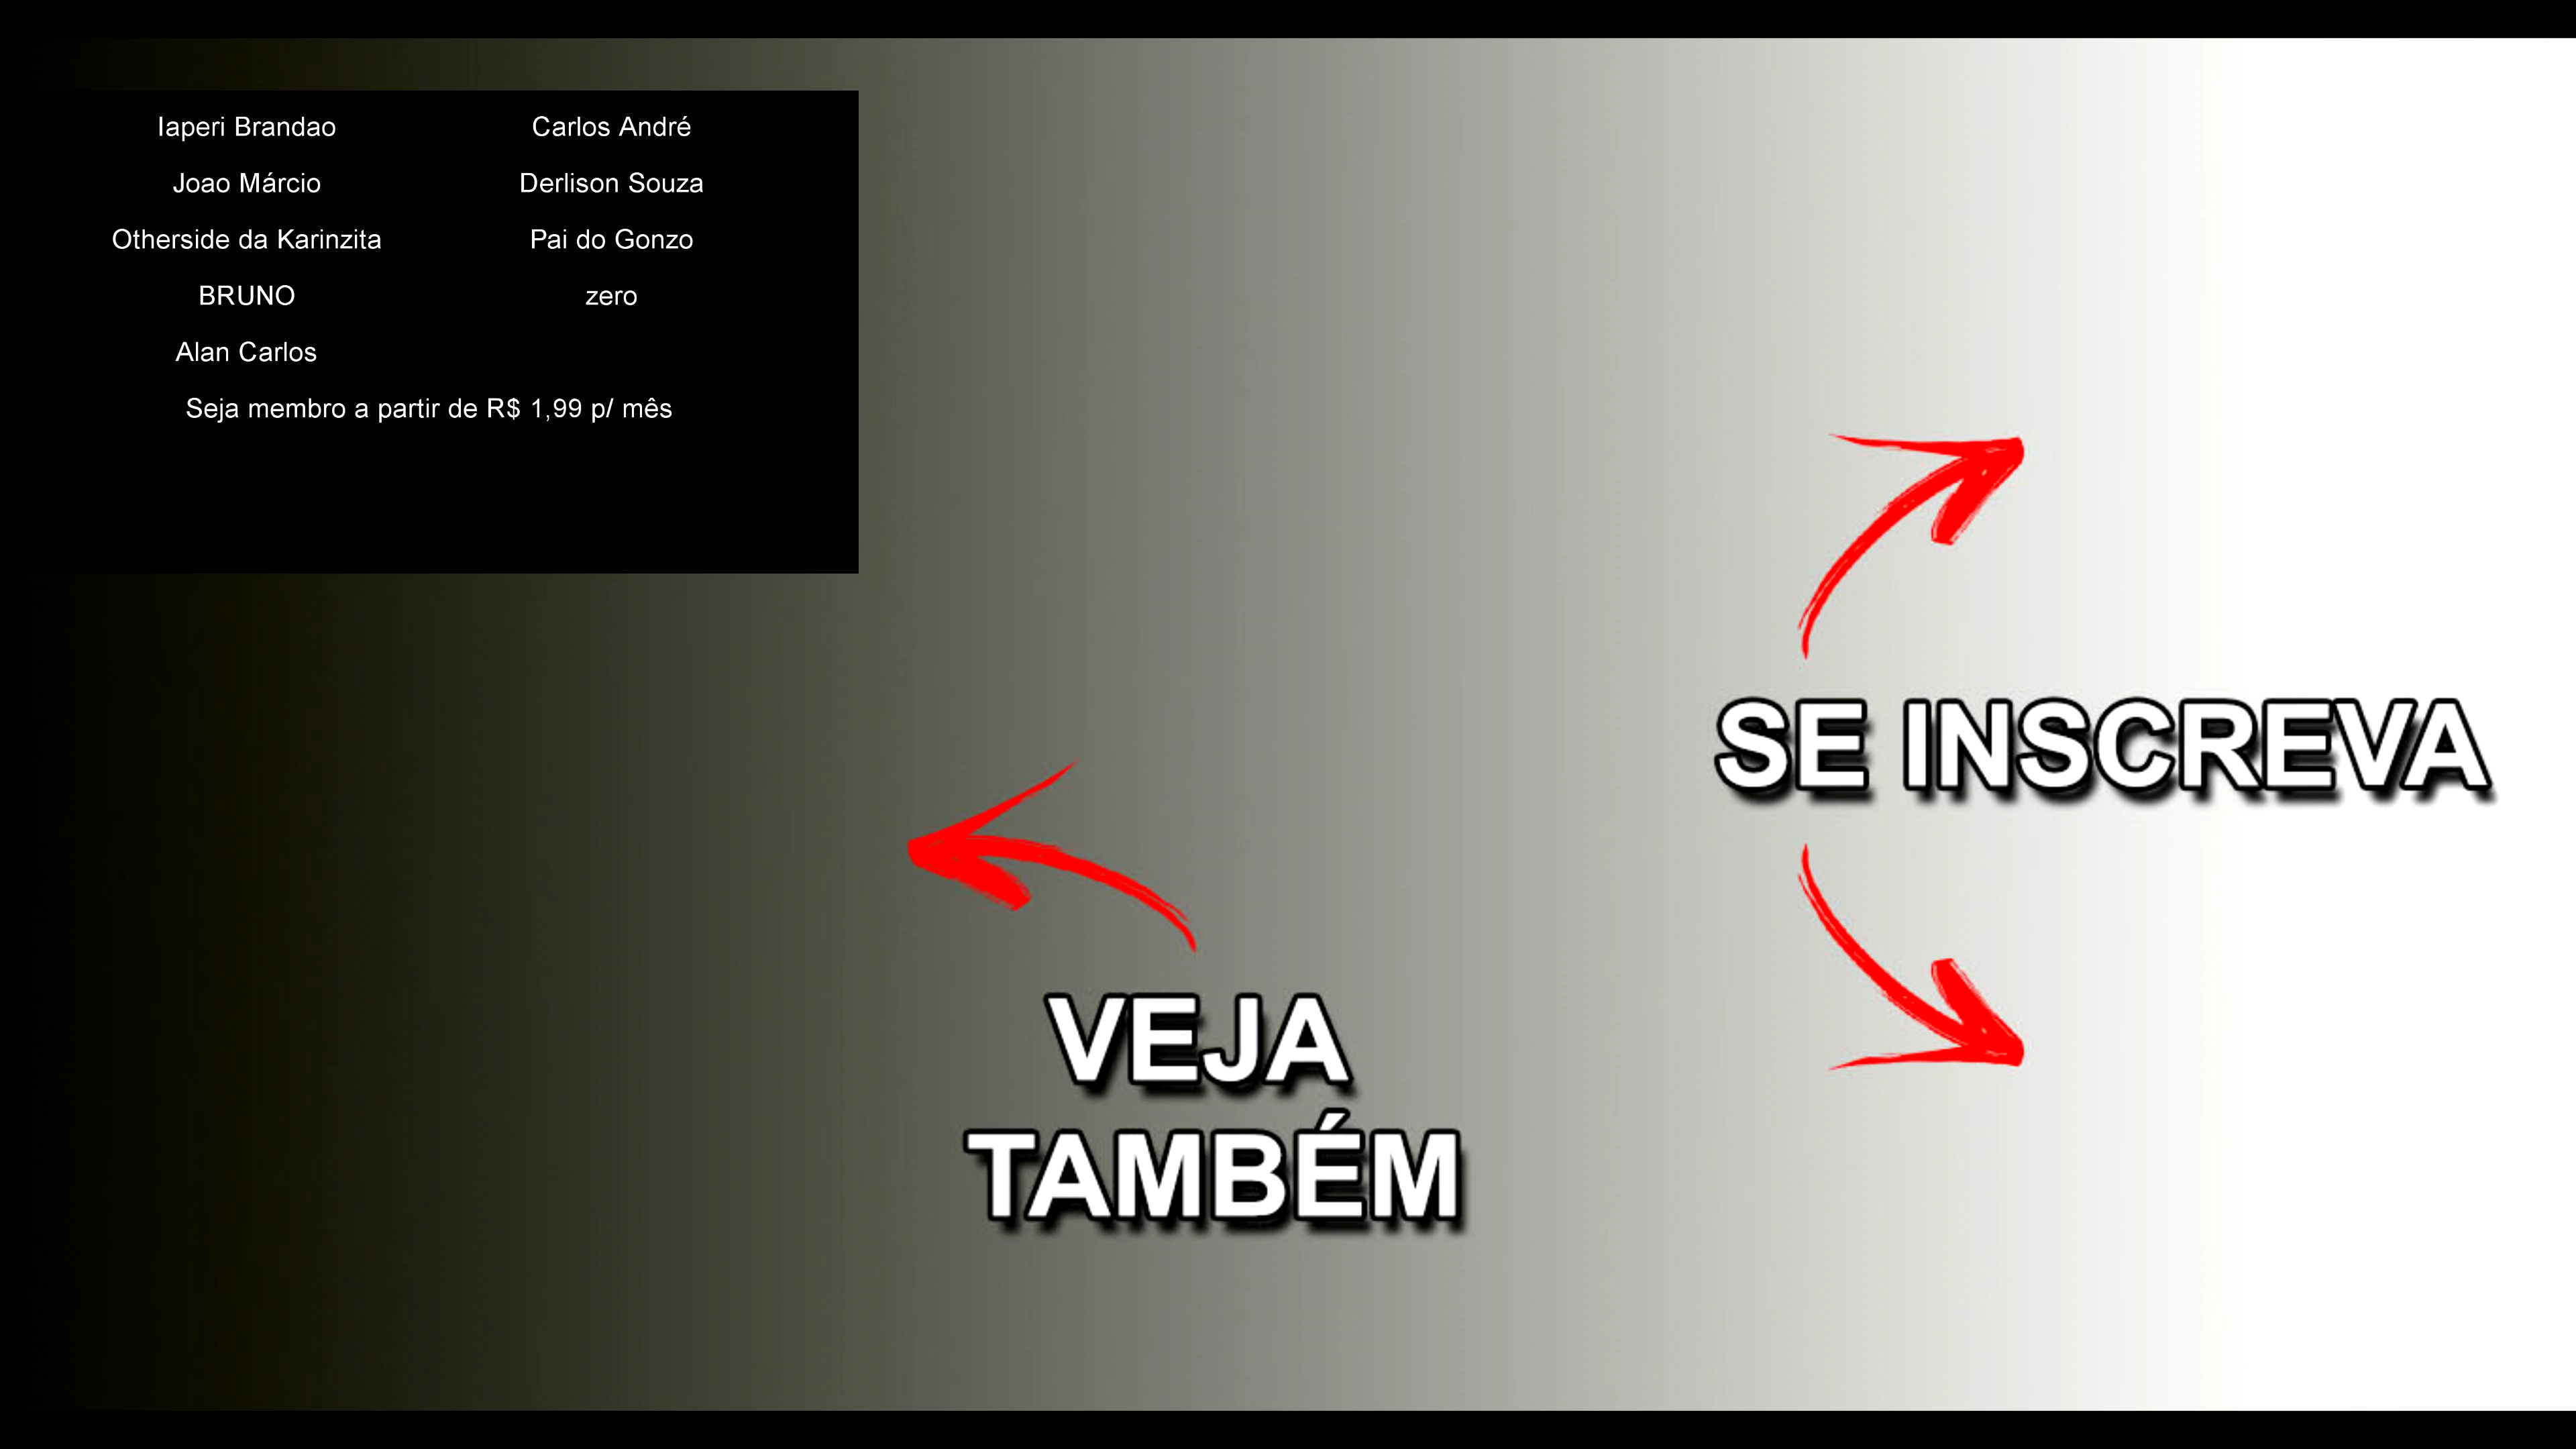 Iaperi Brandao Carlos André
Joao Márcio Derlison Souza
Otherside da Karinzita Pai do Gonzo
BRUNO zero
Alan Carlos
Seja membro a partir de R$ 1,99 p/ mês
SE INSCREVA
VEJA
TAMBÉM